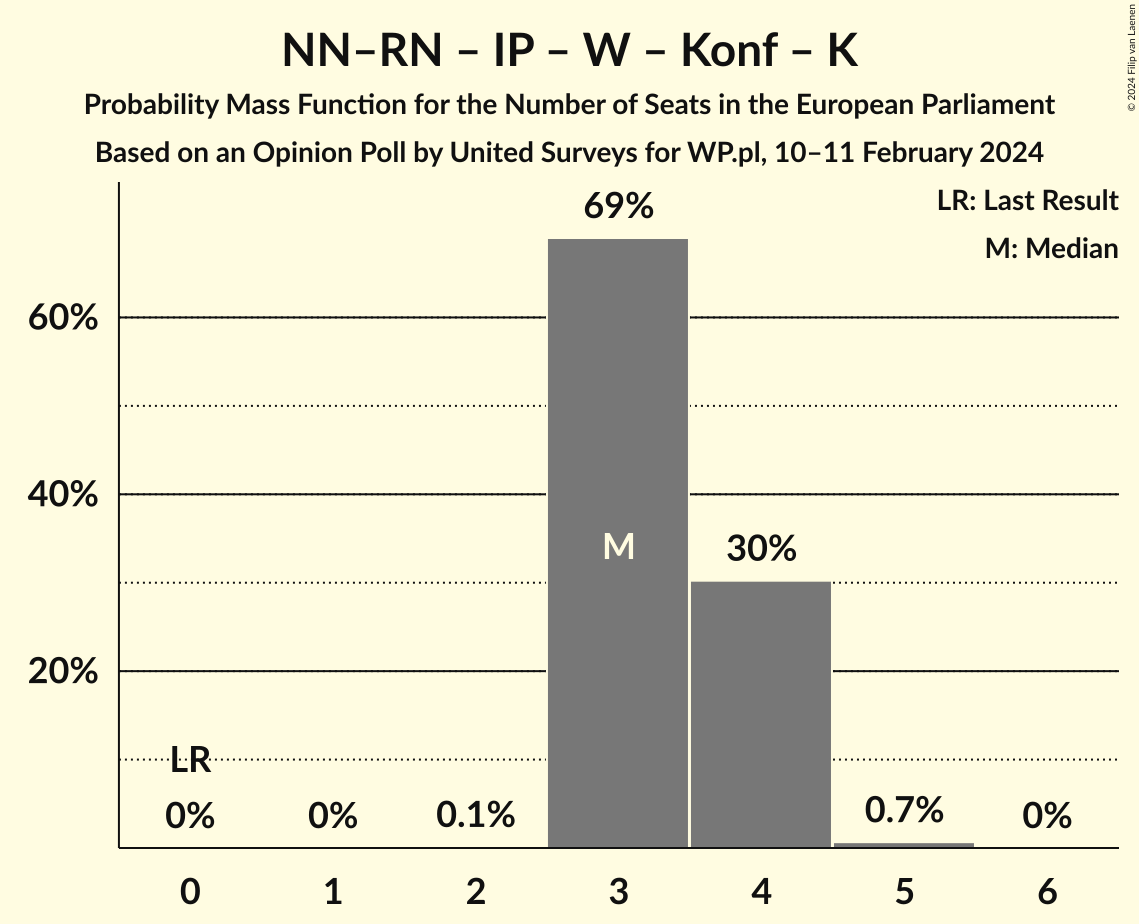 NN–RN – IP – W – Konf – K
Probability Mass Function for the Number of Seats in the European Parliament
Based on an Opinion Poll by United Surveys for WP.pl, 10–11 February 2024
© 2024 Filip van Laenen
LR: Last Result
M: Median
69%
60%
40%
M
30%
20%
LR
0%
0%
0.1%
0.7%
0%
0 1 2 3 4 5 6